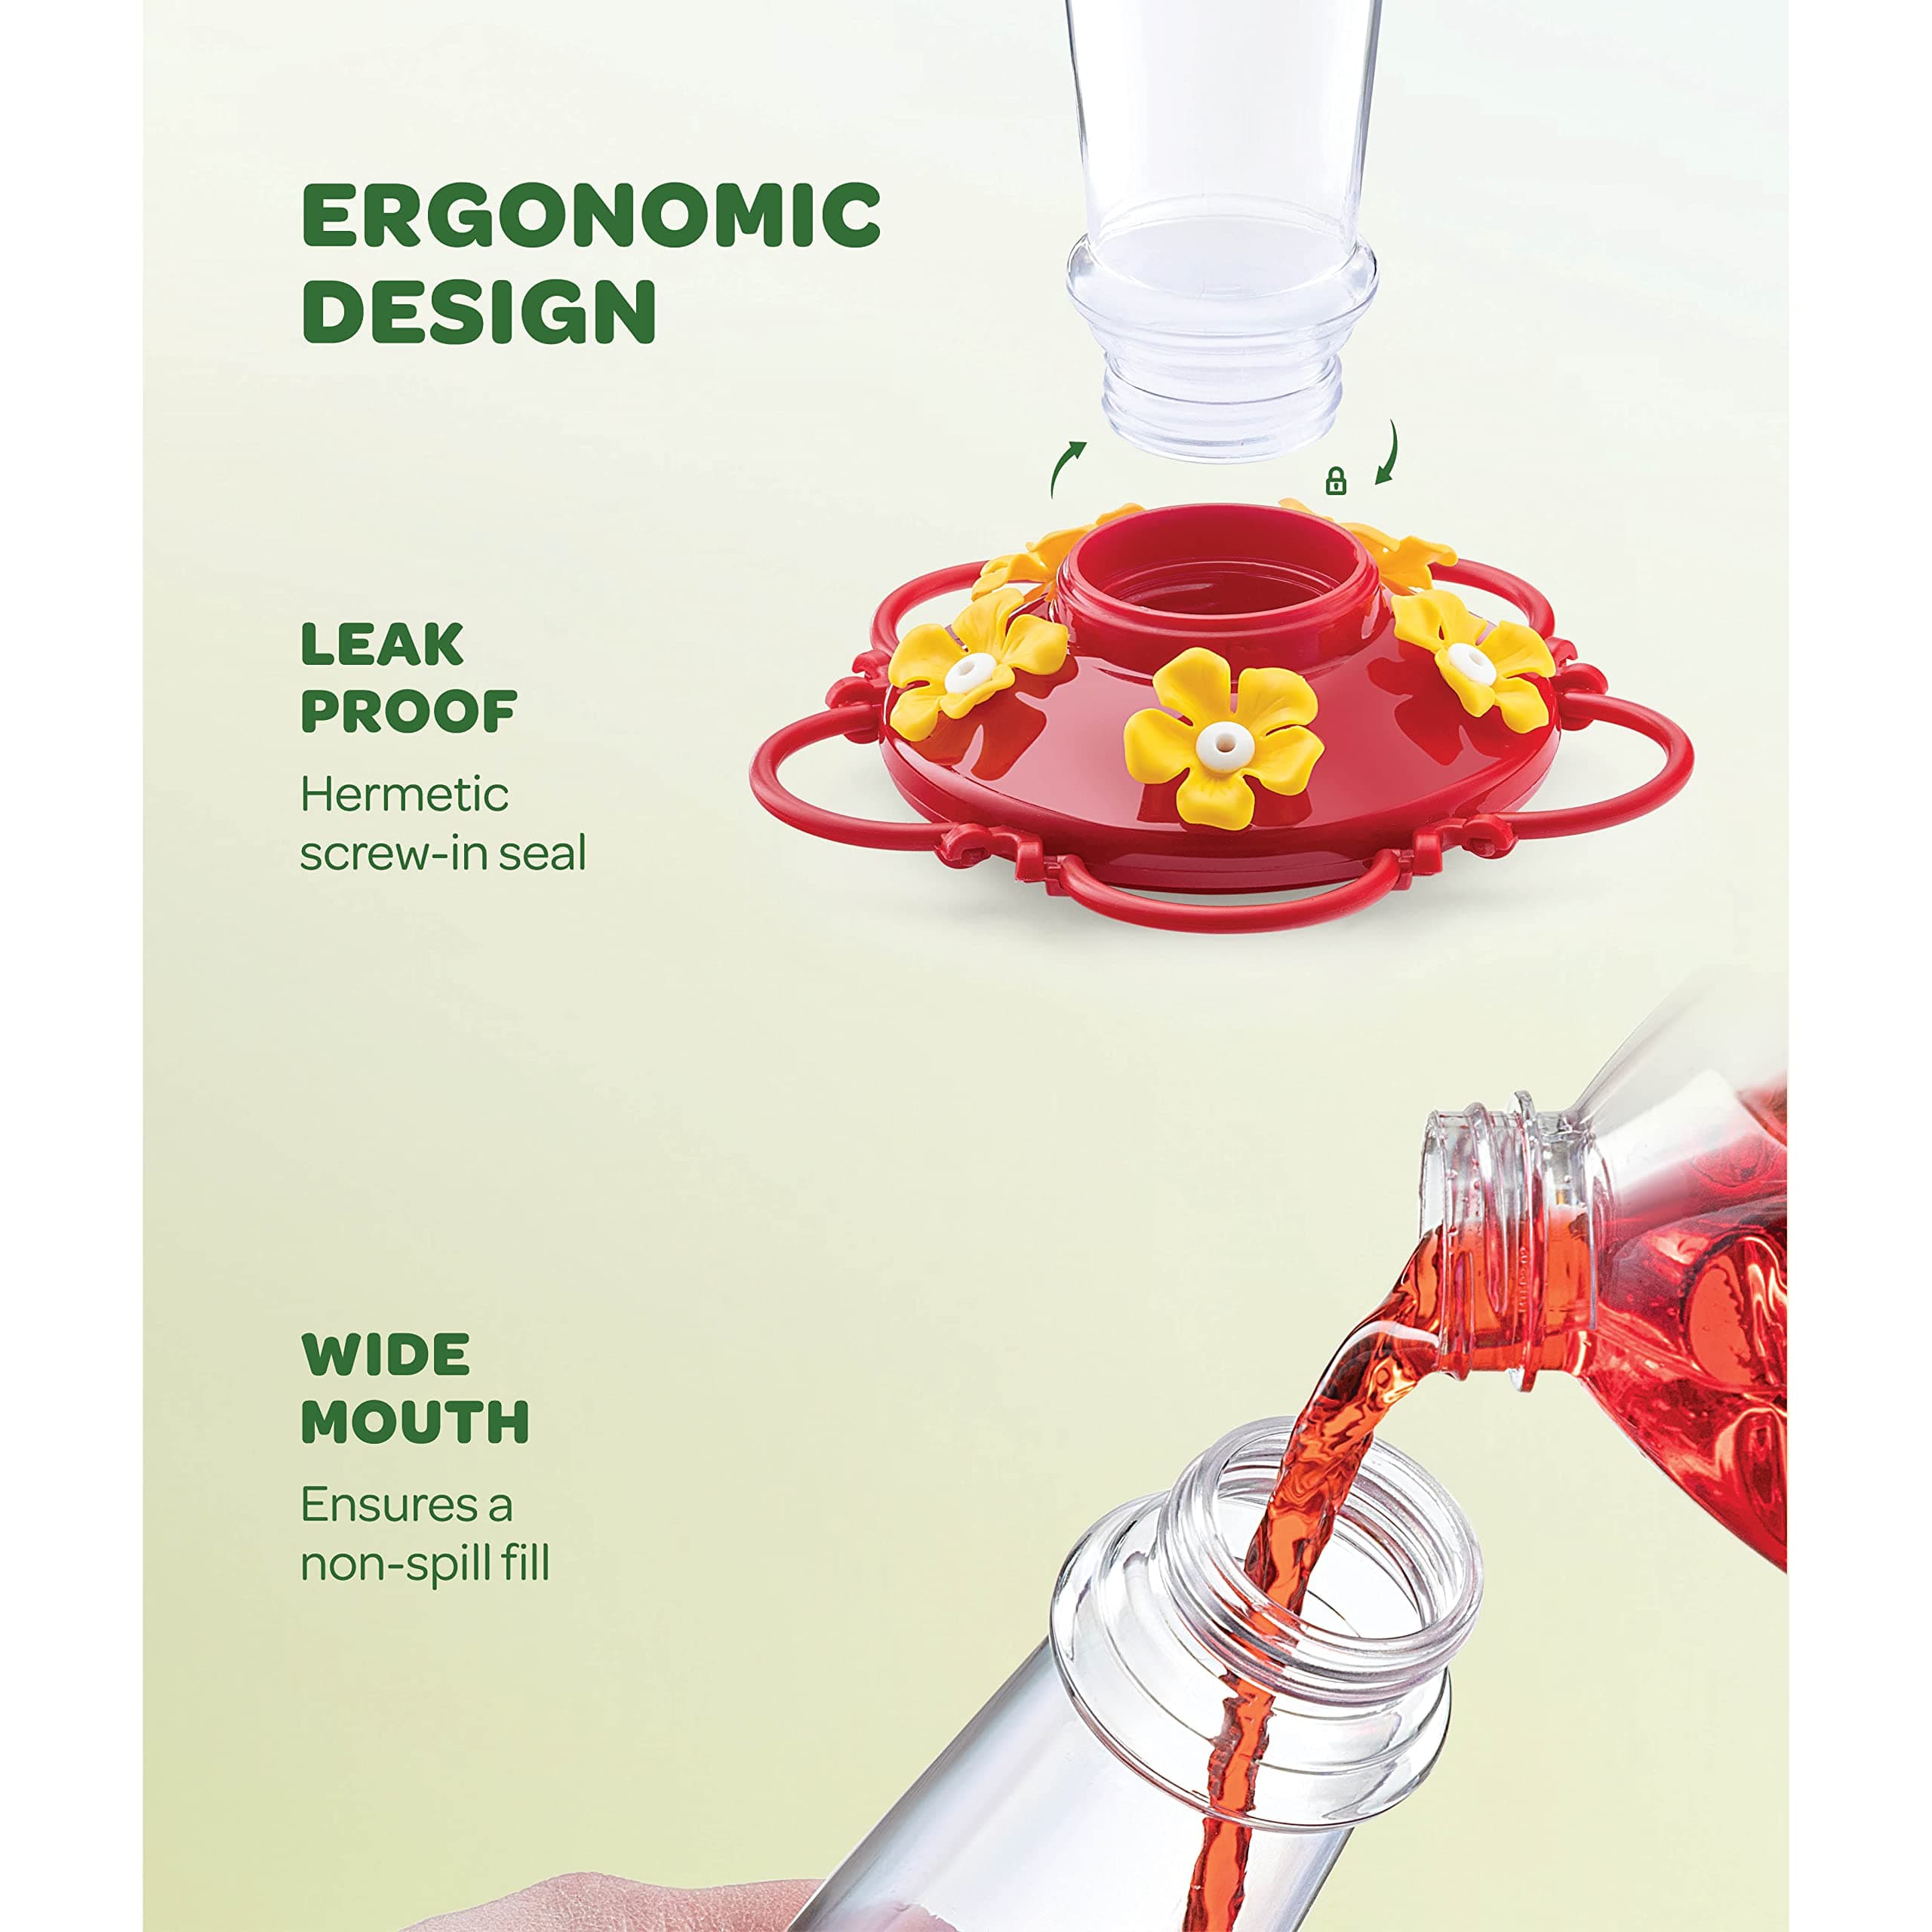 ERGONOMIC
DESIGN
LEAK
PROOF
Hermetic
screw-in seal
WIDE
MOUTH
Ensures a
non-spill fill